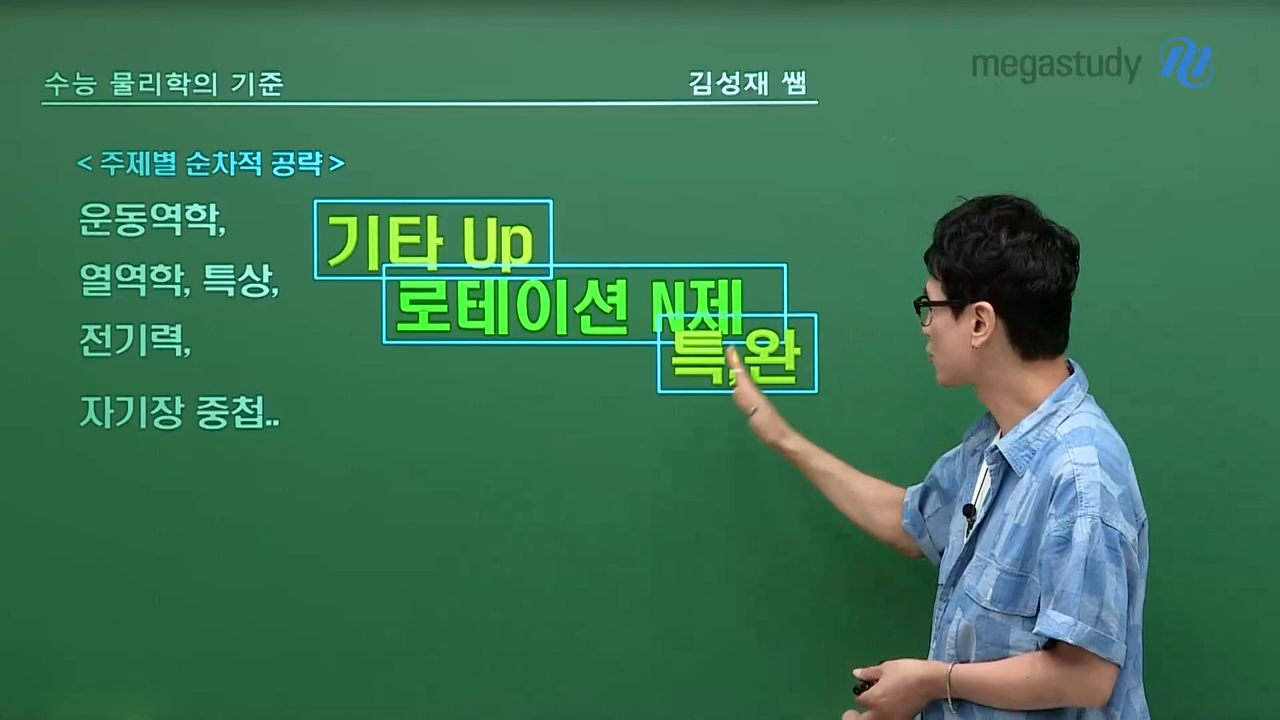 수능 물리학의 기준
김성재 쌤
megastudy
< 주제별 순차적 공략 >
운동역학,
열역학, 특상,
전기력,
자기장 중첩..
기타 Up
로테이션 N제
특,완